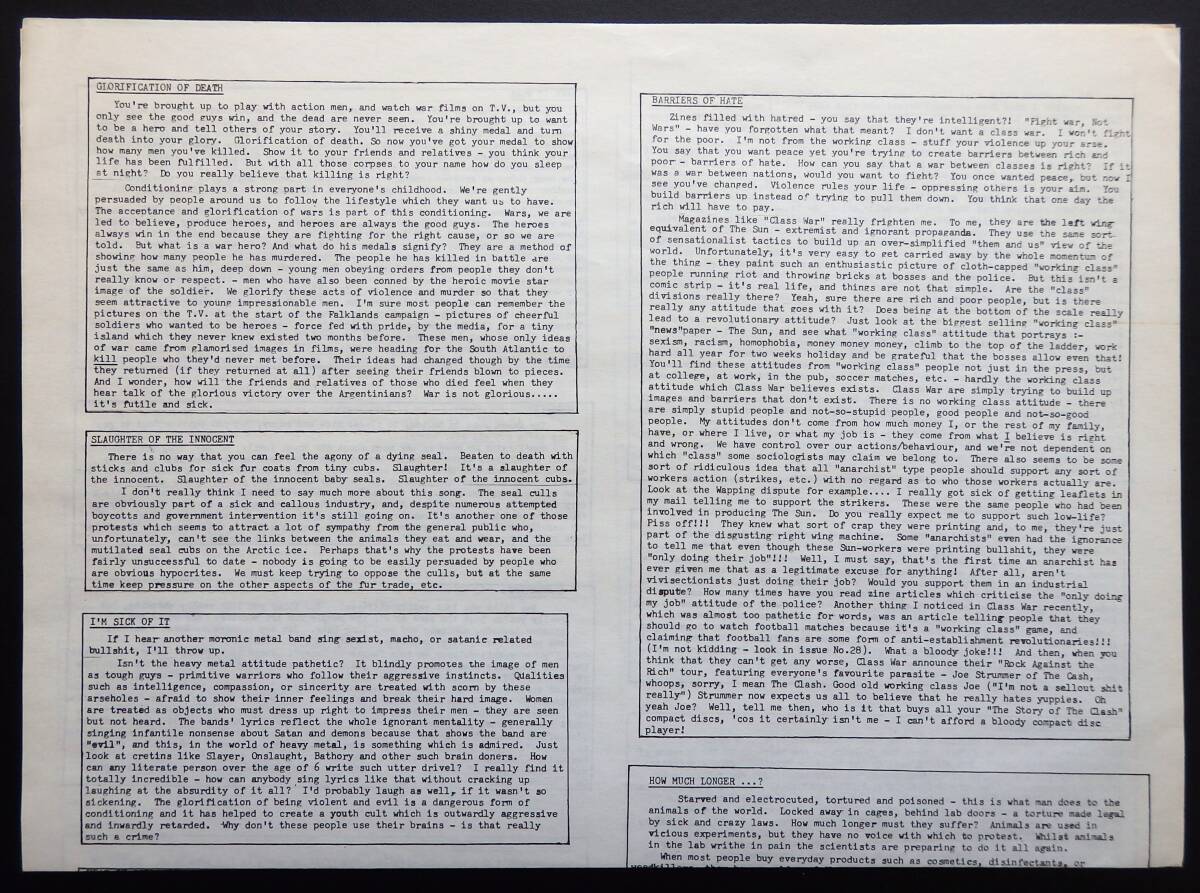 GLORIFICATION OF DEATH
You're brought up to play with action men, and watch war films on T.V., but you
only see the good guys win, and the dead are never seen. You're brought up to want
to be a hero and tell others of your story. You'll receive a shiny medal and turn
death into your glory. Glorification of death. So now you've got your medal to show
how many men you've killed. Show it to your friends and relatives - you think your
life has been fulfilled. But with all those corpses to your name how do you sleep
at night? Do you really believe that killing is right?
Conditioning plays a strong part in everyone's childhood. We're gently
persuaded by people around us to follow the lifestyle which they want us to have.
The acceptance and glorification of wars is part of this conditioning. Wars, we are
led to believe, produce heroes, and heroes are always the good guys. The heroes
always win in the end because they are fighting for the right cause, or so we are
told. But what is a war hero? And what do his medals signify? They are a method of
showing how many people he has murdered. The people he has killed in battle are
just the same as him, deep down - young men obeying orders from people they don't
really know or respect. - men who have also been conned by the heroic movie star
image of the soldier. We glorify these acts of violence and murder so that they
seem attractive to young impressionable men. I'm sure most people can remember the
pictures on the T.V. at the start of the Falklands campaign - pictures of cheerful
soldiers who wanted to be heroes - force fed with pride, by the media, for a tiny
island which they never knew existed two months before. These men, whose only ideas
of war came from glamorised images in films, were heading for the South Atlantic to
kill people who they'd never met before. Their ideas had changed though by the time
they returned (if they returned at all) after seeing their friends blown to pieces.
And I wonder, how will the friends and relatives of those who died feel when they
hear talk of the glorious victory over the Argentinians? War is not glorious.....
it's futile and sick.
SLAUGHTER OF THE INNOCENT
There is no way that you can feel the agony of a dying seal. Beaten to death with
sticks and clubs for sick fur coats from tiny cubs. Slaughter! It's a slaughter of
the innocent. Slaughter of the innocent baby seals. Slaughter of the innocent cubs.
I don't really think I need to say much more about this song. The seal culls
are obviously part of a sick and callous industry, and, despite numerous attempted
boycotts and government intervention it's still going on. It's another one of those
protests which seems to attract a lot of sympathy from the general public who,
unfortunately, can't see the links between the animals they eat and wear, and the
mutilated seal cubs on the Arctic ice. Perhaps that's why the protests have been
fairly unsuccessful to date - nobody is going to be easily persuaded by people who
are obvious hypocrites. We must keep trying to oppose the culls, but at the same
time keep pressure on the other aspects of the fur trade, etc.
I'M SICK OF IT
If I hear another moronic metal band sing sexist, macho, or satanic related
bullshit, I'll throw up.
Isn't the heavy metal attitude pathetic? It blindly promotes the image of men
as tough guys - primitive warriors who follow their aggressive instincts. Qualities
such as intelligence, compassion, or sincerity are treated with scorn by these
arseholes - afraid to show their inner feelings and break their hard image. Women
are treated as objects who must dress up right to impress their men - they are seen
but not heard. The bands' lyrics reflect the whole ignorant mentality - generally
singing infantile nonsense about Satan and demons because that shows the band are
"evil", and this, in the world of heavy metal, is something which is admired. Just
look at cretins like Slayer, Onslaught, Bathory and other such brain doners. How
can any literate person over the age of 6 write such utter drivel? I really find it
totally incredible - how can anybody sing lyrics like that without cracking up
laughing at the absurdity of it all? I'd probably laugh as well, if it wasn't so
sickening. The glorification of being violent and evil is a dangerous form of
conditioning and it has helped to create a youth cult which is outwardly aggressive
and inwardly retarded. Why don't these people use their brains - is that really
such a crime?
BARRIERS OF HATE
Zines filled with hatred - you say that they're intelligent?! "Fight war, Not
Wars" - have you forgotten what that meant? I don't want a class war. I won't fight
for the poor. I'm not from the working class - stuff your violence up your arse.
You say that you want peace yet you're trying to create barriers between rich and
poor - barriers of hate. How can you say that a war between classes is right? If it
was a war between nations, would you want to fight? You once wanted peace, but now I
see you've changed. Violence rules your life - oppressing others is your aim. You
build barriers up instead of trying to pull them down. You think that one day the
rich will have to pay.
Magazines like "Class War" really frighten me. To me, they are the left wing
equivalent of The Sun - extremist and ignorant propaganda. They use the same sort
of sensationalist tactics to build up an over-simplified "them and us" view of the
world. Unfortunately, it's very easy to get carried away by the whole momentum of
the thing - they paint such an enthusiastic picture of cloth-capped "working class"
people running riot and throwing bricks at bosses and the police. But this isn't a
comic strip - it's real life, and things are not that simple. Are the "class"
divisions really there? Yeah, sure there are rich and poor people, but is there
really any attitude that goes with it? Does being at the bottom of the scale really
lead to a revolutionary attitude? Just look at the biggest selling "working class"
"news"paper - The Sun, and see what "working class" attitude that portrays :-
sexism, racism, homophobia, money money money, climb to the top of the ladder, work
hard all year for two weeks holiday and be grateful that the bosses allow even that!
You'll find these attitudes from "working class" people not just in the press, but
at college, at work, in the pub, soccer matches, etc. - hardly the working class
attitude which Class War believes exists. Class War are simply trying to build up
images and barriers that don't exist. There is no working class attitude - there
are simply stupid people and not-so-stupid people, good people and not-so-good
people. My attitudes don't come from how much money I, or the rest of my family,
have, or where I live, or what my job is - they come from what I believe is right
and wrong. We have control over our actions/behaviour, and we're not dependent on
which "class" some sociologists may claim we belong to. There also seems to be some
sort of ridiculous idea that all "anarchist" type people should support any sort of
workers action (strikes, etc.) with no regard as to who those workers actually are.
Look at the Wapping dispute for example.... I really got sick of getting leaflets in
my mail telling me to support the strikers. These were the same people who had been
involved in producing The Sun. Do you really expect me to support such low-life?
Piss off!!! They knew what sort of crap they were printing and, to me, they're just
part of the disgusting right wing machine. Some "anarchists" even had the ignorance
to tell me that even though these Sun-workers were printing bullshit, they were
"only doing their job"!!! Well, I must say, that's the first time an anarchist has
ever given me that as a legitimate excuse for anything! After all, aren't
vivisectionists just doing their job? Would you support them in an industrial
dispute? How many times have you read zine articles which criticise the "only doing
my job" attitude of the police? Another thing I noticed in Class War recently,
which was almost too pathetic for words, was an article telling people that they
should go to watch football matches because it's a "working class" game, and
claiming that football fans are some form of anti-establishment revolutionaries!!!
(I'm not kidding - look in issue No.28). What a bloody joke!!! And then, when you
think that they can't get any worse, Class War announce their "Rock Against the
Rich" tour, featuring everyone's favourite parasite - Joe Strummer of The Cash,
whoops, sorry, I mean The Clash. Good old working class Joe ("I'm not a sellout shit
really") Strummer now expects us all to believe that he really hates yuppies. Oh
yeah Joe? Well, tell me then, who is it that buys all your "The Story of The Clash"
compact discs, 'cos it certainly isn't me - I can't afford a bloody compact disc
player!
HOW MUCH LONGER ...?
Starved and electrocuted, tortured and poisoned - this is what man does to the
animals of the world. Locked away in cages, behind lab doors - a torture made legal
by sick and crazy laws. How much longer must they suffer? Animals are used in
vicious experiments, but they have no voice with which to protest. Whilst animals
in the lab writhe in pain the scientists are preparing to do it all again.
When most people buy everyday products such as cosmetics, disinfectants, or